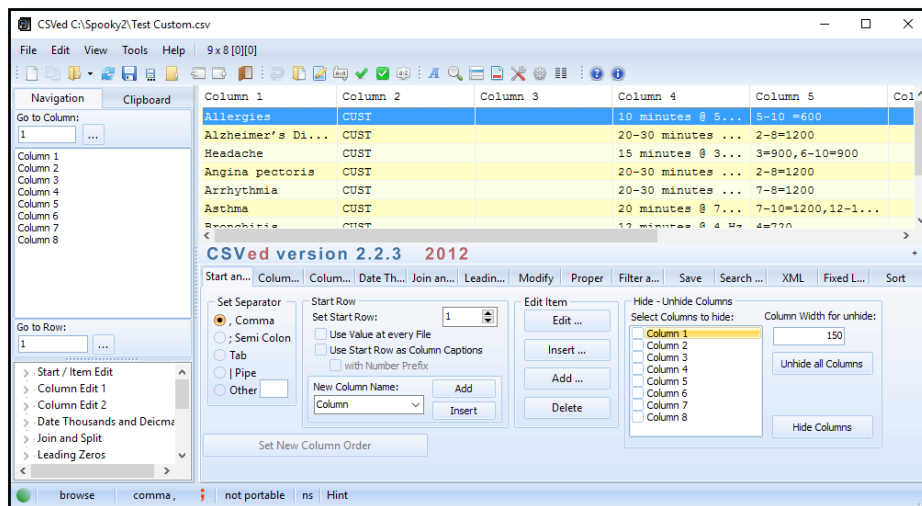 CSVed C:\Spooky2\Test Custom.csv
File Edit View Tools Help 9 x 8 [0][0]
Navigation Clipboard
Go to Column:
1 ...
Column 1
Column 2
Column 3
Column 4
Column 5
Column 6
Column 7
Column 8
Go to Row:
1 ...
Start / Item Edit
Column Edit 1
Column Edit 2
Date Thousands and Deicma
Join and Split
Leading Zeros
Column 1 Column 2 Column 3 Column 4 Column 5 Col
Allergies CUST 10 minutes @ 5... 5-10 =600
Alzheimer's Di... CUST 20-30 minutes ... 2-8=1200
Headache CUST 15 minutes @ 3... 3=900,6-10=900
Angina pectoris CUST 20-30 minutes ... 2-8=1200
Arrhythmia CUST 20-30 minutes ... 7-8=1200
Asthma CUST 20 minutes @ 7... 7-10=1200,12-1...
Bronchitis CUST 12 minutes @ 4 Hz 4=720
CSVed version 2.2.3 2012
Start an... Colum... Colum... Date Th... Join an... Leadin... Modify Proper Filter a... Save Search ... XML Fixed L... Sort
Set Separator
, Comma
; Semi Colon
Tab
| Pipe
Other
Start Row
Set Start Row: 1
Use Value at every File
Use Start Row as Column Captions
with Number Prefix
New Column Name: Add
Column Insert
Edit Item
Edit ...
Insert ...
Add ...
Delete
Hide - Unhide Columns
Select Columns to hide:
Column 1
Column 2
Column 3
Column 4
Column 5
Column 6
Column 7
Column 8
Column Width for unhide:
150
Unhide all Columns
Hide Columns
Set New Column Order
browse comma , ; not portable ns Hint